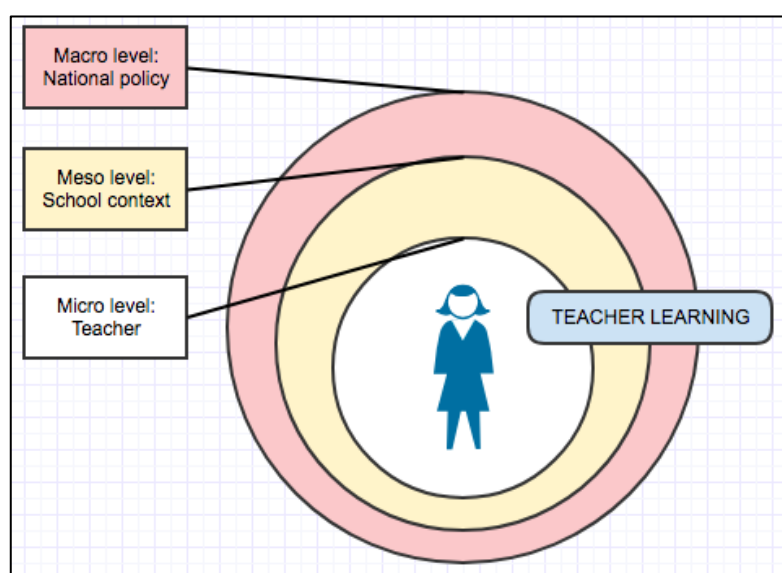 Macro level:
National policy
Meso level:
School context
Micro level:
Teacher
TEACHER LEARNING